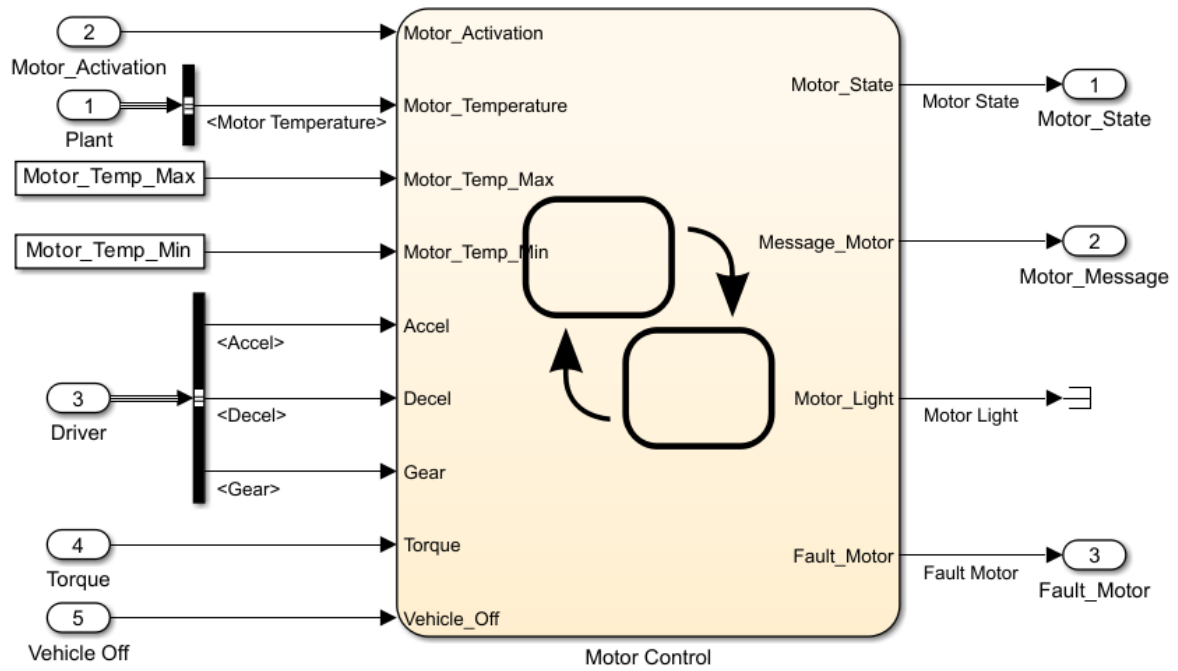 2
Motor_Activation
1
Plant
<Motor Temperature>
Motor_Temp_Max
Motor_Temp_Min
3
Driver
<Accel>
<Decel>
<Gear>
4
Torque
5
Vehicle Off
Motor_Activation
Motor_Temperature
Motor_Temp_Max
Motor_Temp_Min
Accel
Decel
Gear
Torque
Vehicle_Off
Motor_State
Message_Motor
Motor_Light
Fault_Motor
Motor Control
Motor State
1
Motor_State
2
Motor_Message
Motor Light
Fault Motor
3
Fault_Motor